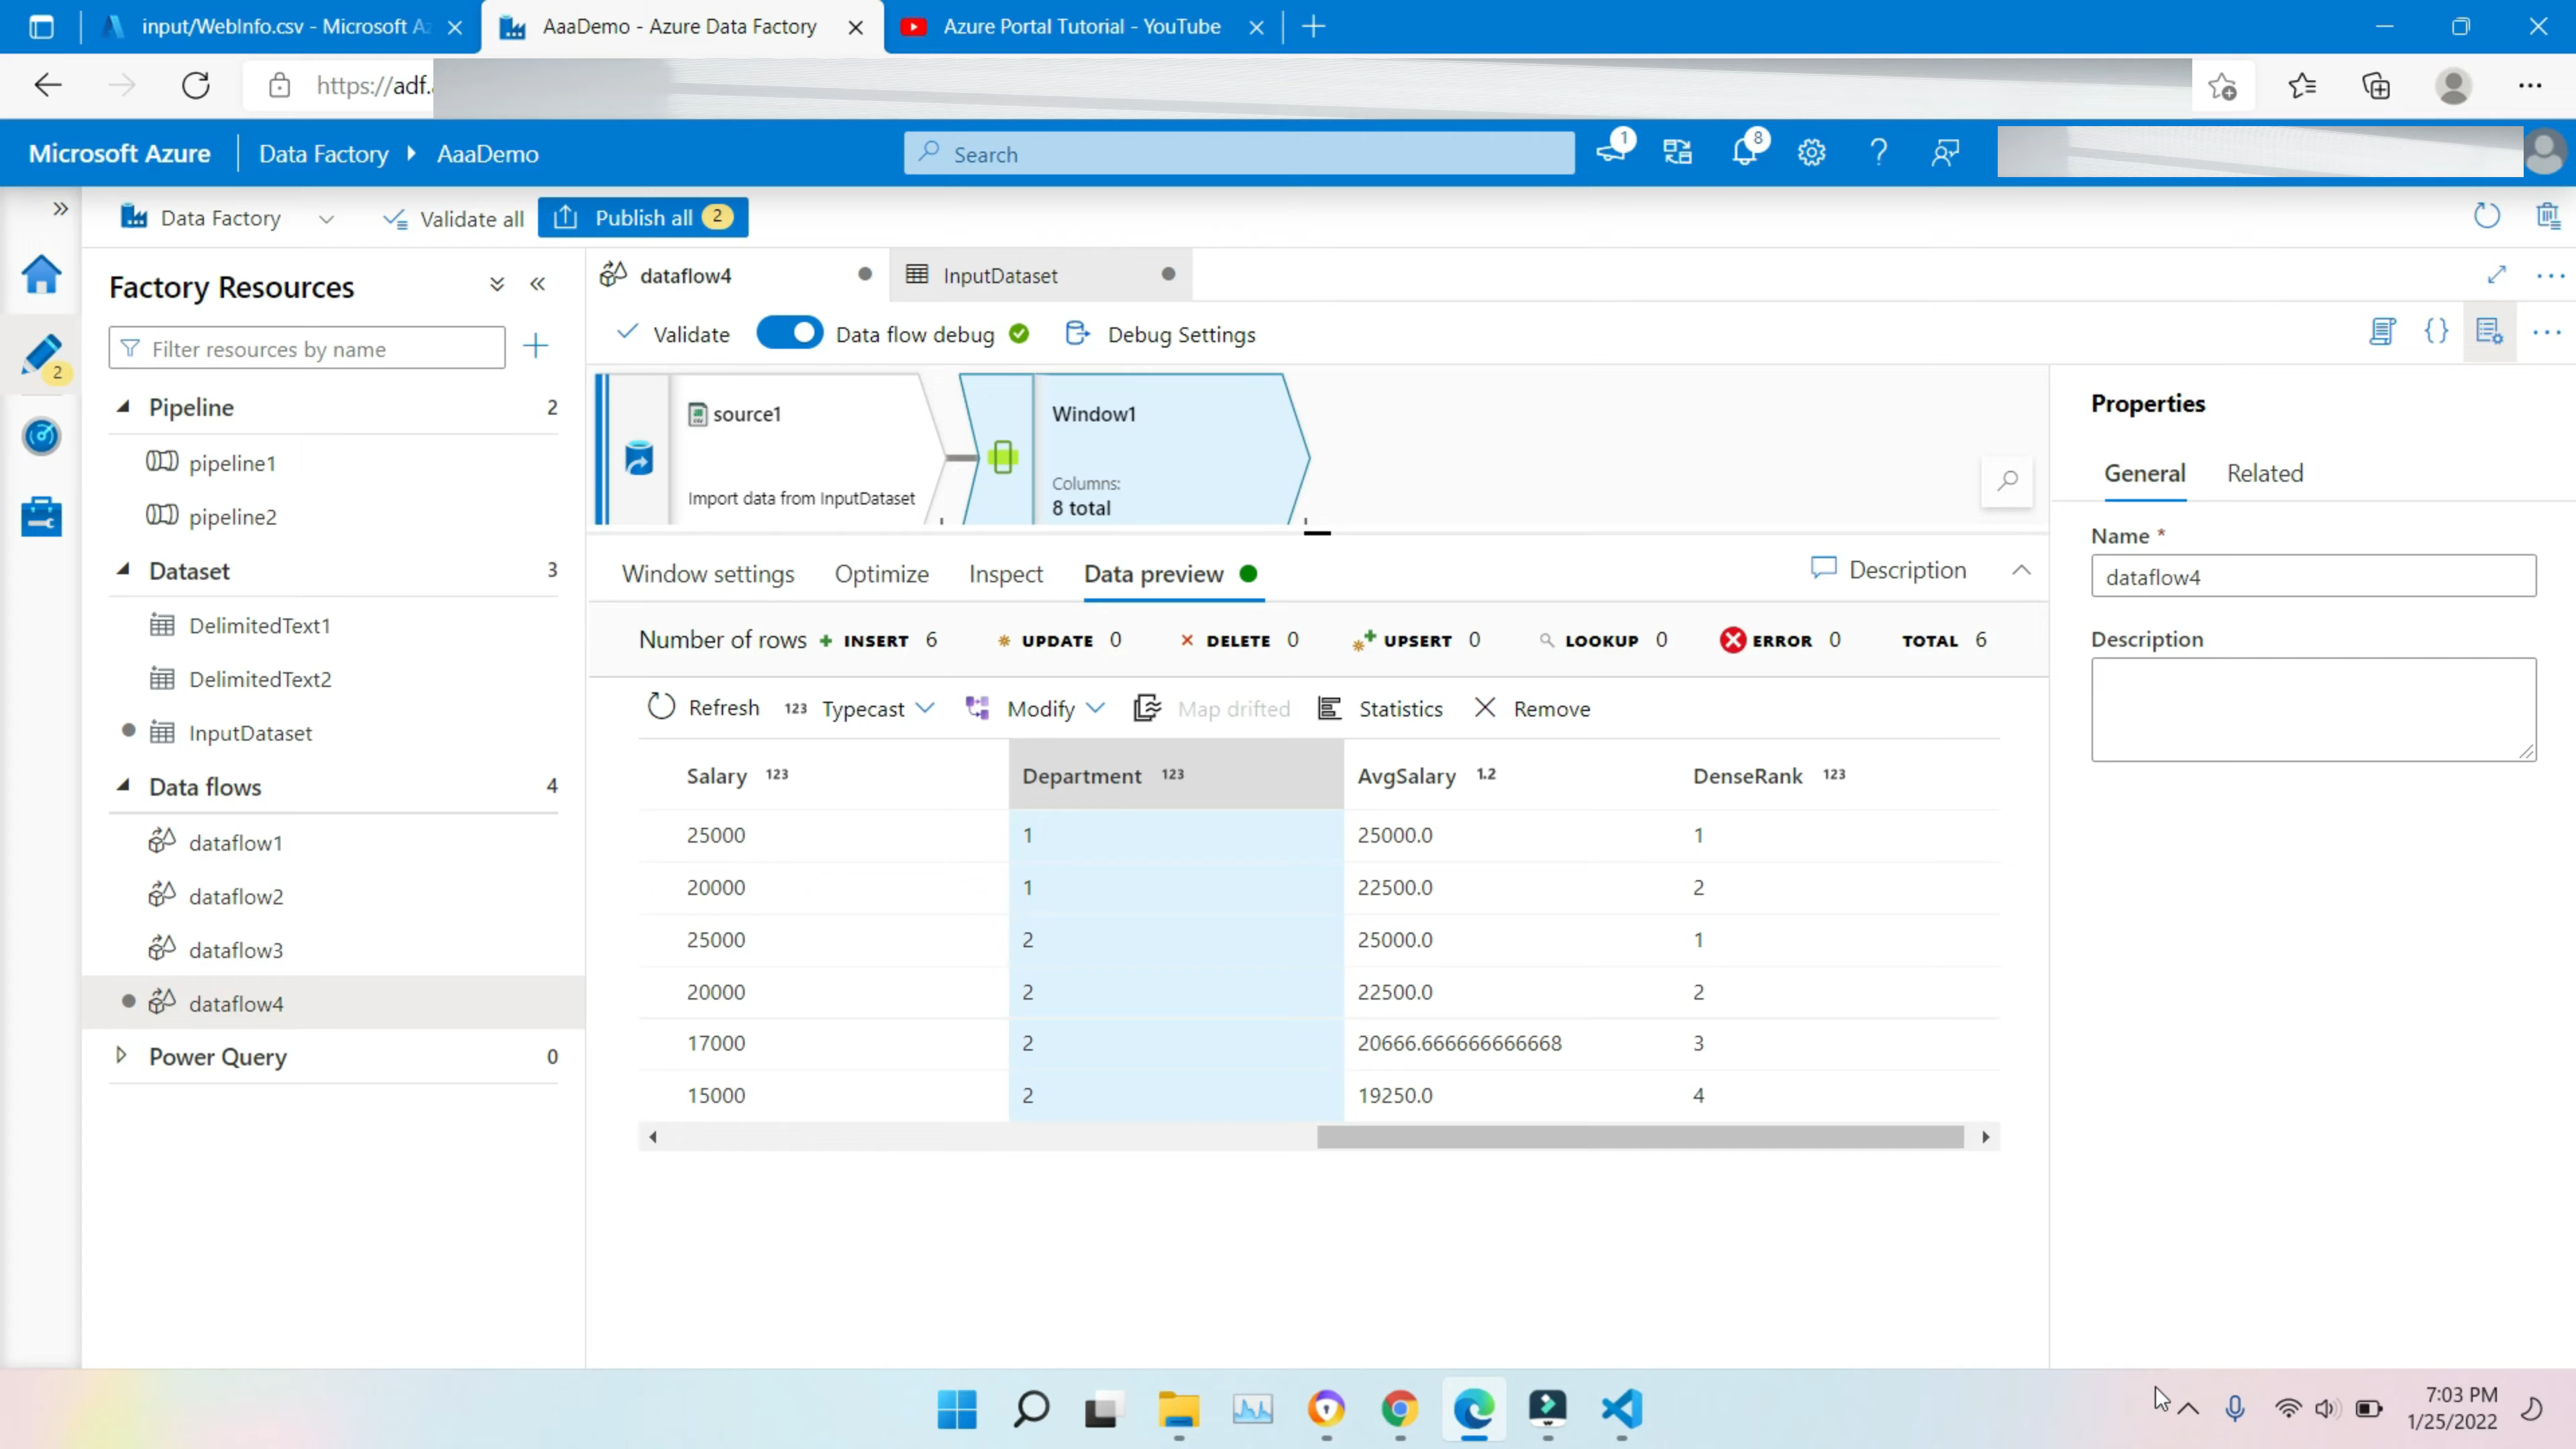 input/WebInfo.csv - Microsoft Az
AaaDemo - Azure Data Factory
Azure Portal Tutorial - YouTube
https://adf.
Microsoft Azure
Data Factory
AaaDemo
Search
1
8
Data Factory
Validate all
Publish all 2
Factory Resources
Filter resources by name
2
Pipeline 2
pipeline1
pipeline2
Dataset 3
DelimitedText1
DelimitedText2
InputDataset
Data flows 4
dataflow1
dataflow2
dataflow3
dataflow4
Power Query 0
dataflow4
InputDataset
Validate
Data flow debug
Debug Settings
source1
Import data from InputDataset
Window1
Columns:
8 total
Window settings
Optimize
Inspect
Data preview
Description
Number of rows + INSERT 6 UPDATE 0 DELETE 0 UPSERT 0 LOOKUP 0 ERROR 0 TOTAL 6
Refresh 123 Typecast Modify Map drifted Statistics Remove
Salary 123 Department 123 AvgSalary 1.2 DenseRank 123
25000 1 25000.0 1
20000 1 22500.0 2
25000 2 25000.0 1
20000 2 22500.0 2
17000 2 20666.666666666668 3
15000 2 19250.0 4
Properties
General
Related
Name *
dataflow4
Description
7:03 PM
1/25/2022